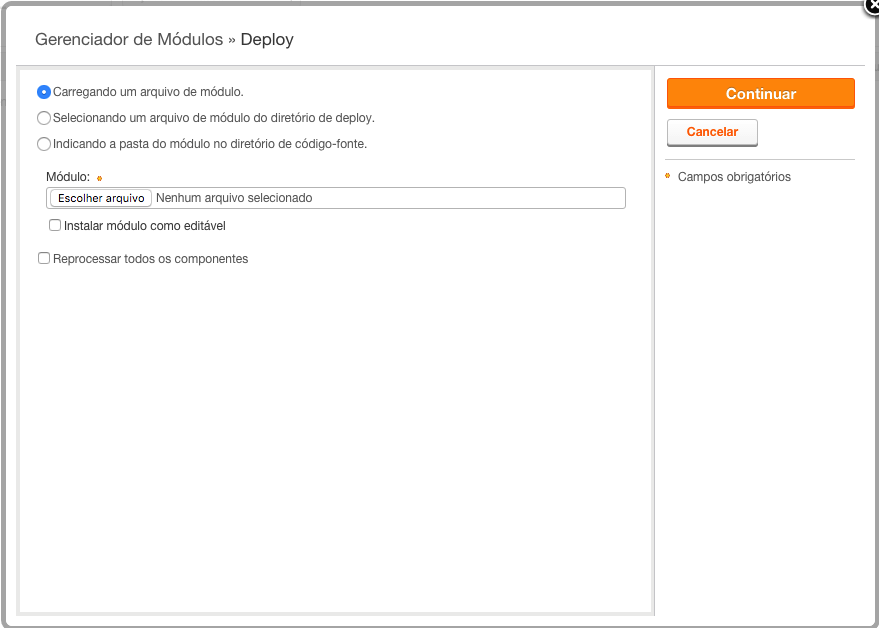 Gerenciador de Módulos » Deploy
Carregando um arquivo de módulo.
Selecionando um arquivo de módulo do diretório de deploy.
Indicando a pasta do módulo no diretório de código-fonte.
Módulo: *
Escolher arquivo Nenhum arquivo selecionado
Instalar módulo como editável
Reprocessar todos os componentes
Continuar
Cancelar
* Campos obrigatórios